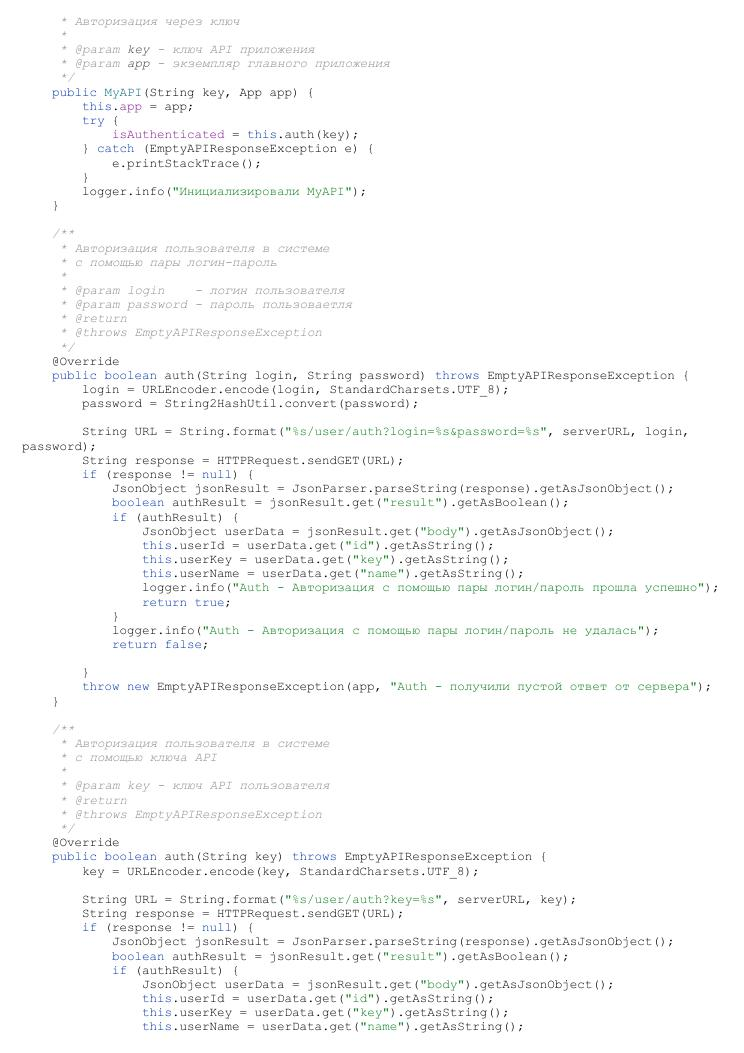 * Авторизация через ключ
     *
     * @param key - ключ API приложения
     * @param app - экземпляр главного приложения
     */
    public MyAPI(String key, App app) {
        this.app = app;
        try {
            isAuthenticated = this.auth(key);
        } catch (EmptyAPIResponseException e) {
            e.printStackTrace();
        }
        logger.info("Инициализировали MyAPI");
    }

    /**
     * Авторизация пользователя в системе
     * с помощью пары логин-пароль
     *
     * @param login    - логин пользователя
     * @param password - пароль пользоваетля
     * @return
     * @throws EmptyAPIResponseException
     */
    @Override
    public boolean auth(String login, String password) throws EmptyAPIResponseException {
        login = URLEncoder.encode(login, StandardCharsets.UTF_8);
        password = String2HashUtil.convert(password);

        String URL = String.format("%s/user/auth?login=%s&password=%s", serverURL, login,
password);
        String response = HTTPRequest.sendGET(URL);
        if (response != null) {
            JsonObject jsonResult = JsonParser.parseString(response).getAsJsonObject();
            boolean authResult = jsonResult.get("result").getAsBoolean();
            if (authResult) {
                JsonObject userData = jsonResult.get("body").getAsJsonObject();
                this.userId = userData.get("id").getAsString();
                this.userKey = userData.get("key").getAsString();
                this.userName = userData.get("name").getAsString();
                logger.info("Auth - Авторизация с помощью пары логин/пароль прошла успешно");
                return true;
            }
            logger.info("Auth - Авторизация с помощью пары логин/пароль не удалась");
            return false;

        }
        throw new EmptyAPIResponseException(app, "Auth - получили пустой ответ от сервера");
    }

    /**
     * Авторизация пользователя в системе
     * с помощью ключа API
     *
     * @param key - ключ API пользователя
     * @return
     * @throws EmptyAPIResponseException
     */
    @Override
    public boolean auth(String key) throws EmptyAPIResponseException {
        key = URLEncoder.encode(key, StandardCharsets.UTF_8);

        String URL = String.format("%s/user/auth?key=%s", serverURL, key);
        String response = HTTPRequest.sendGET(URL);
        if (response != null) {
            JsonObject jsonResult = JsonParser.parseString(response).getAsJsonObject();
            boolean authResult = jsonResult.get("result").getAsBoolean();
            if (authResult) {
                JsonObject userData = jsonResult.get("body").getAsJsonObject();
                this.userId = userData.get("id").getAsString();
                this.userKey = userData.get("key").getAsString();
                this.userName = userData.get("name").getAsString();